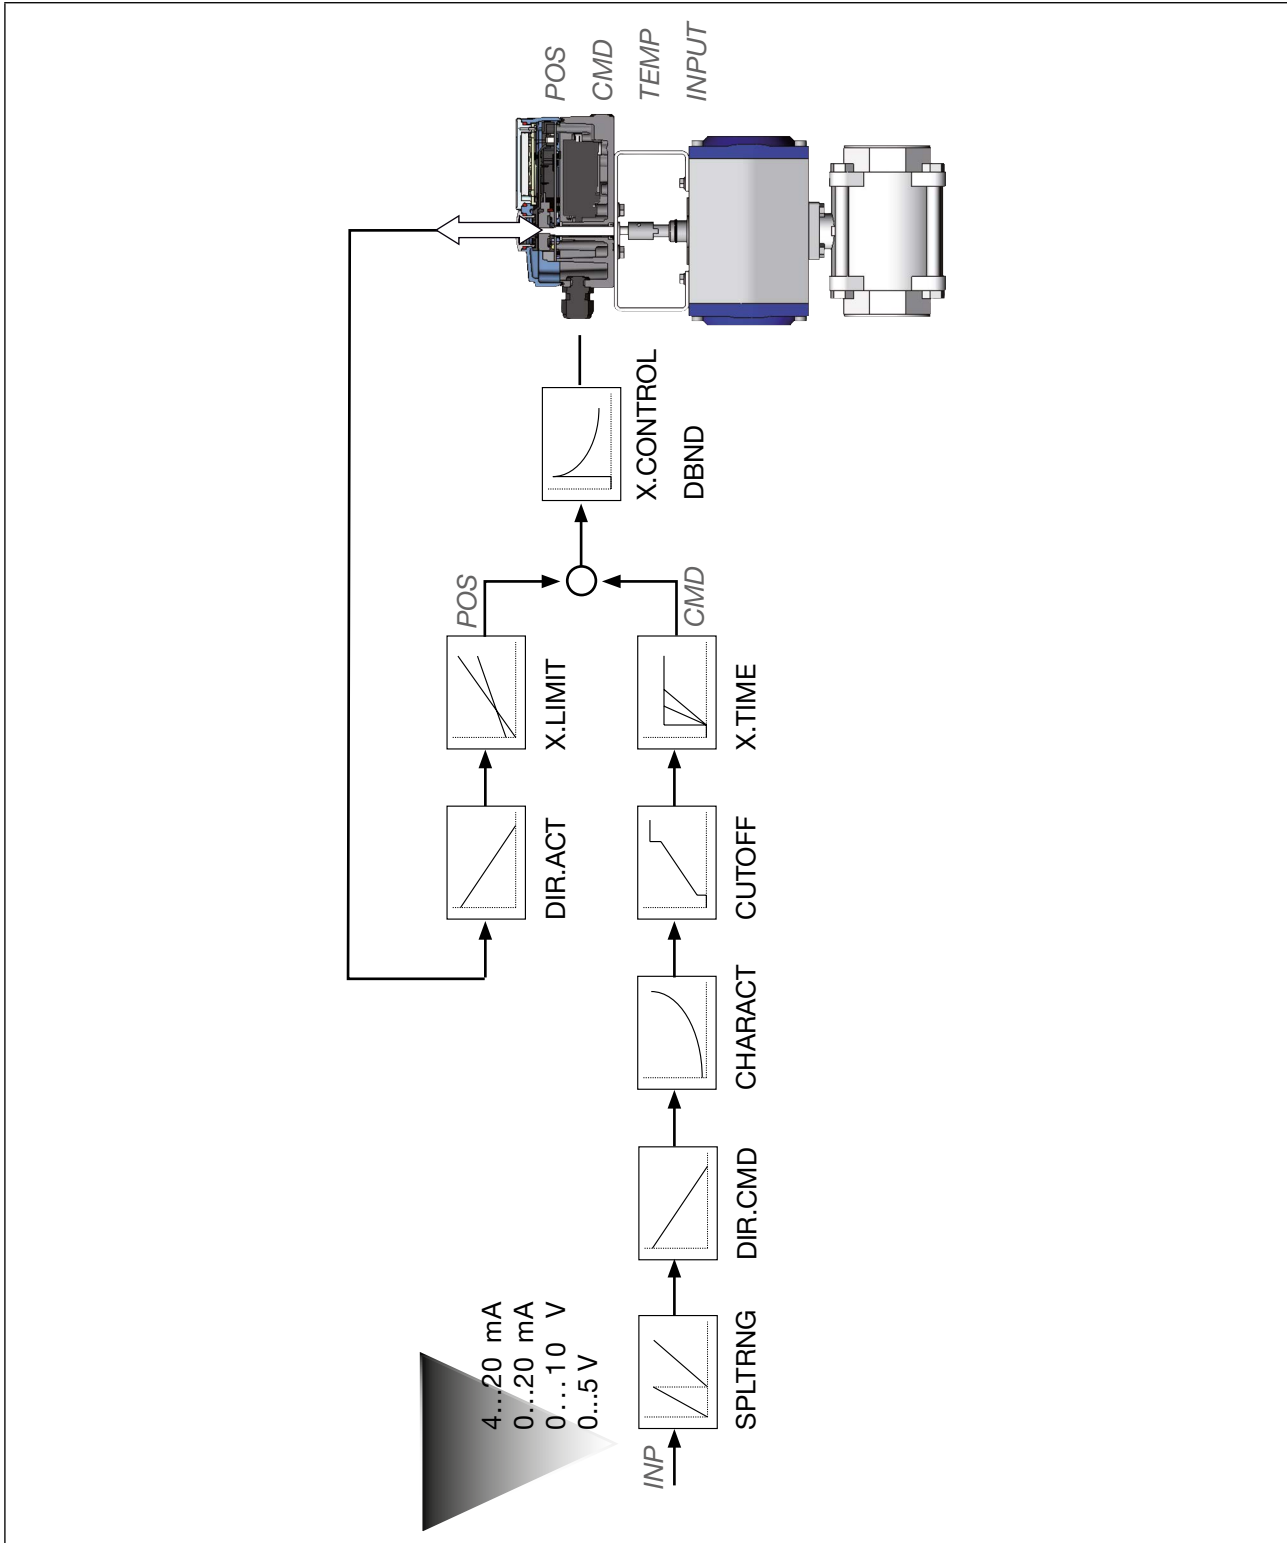 4...20 mA
0...20 mA
0....10 V
0...5 V
INP
SPLTRNG
DIR.CMD
CHARACT
CUTOFF
X.TIME
CMD
DIR.ACT
X.LIMIT
POS
X.CONTROL
DBND
POS
CMD
TEMP
INPUT